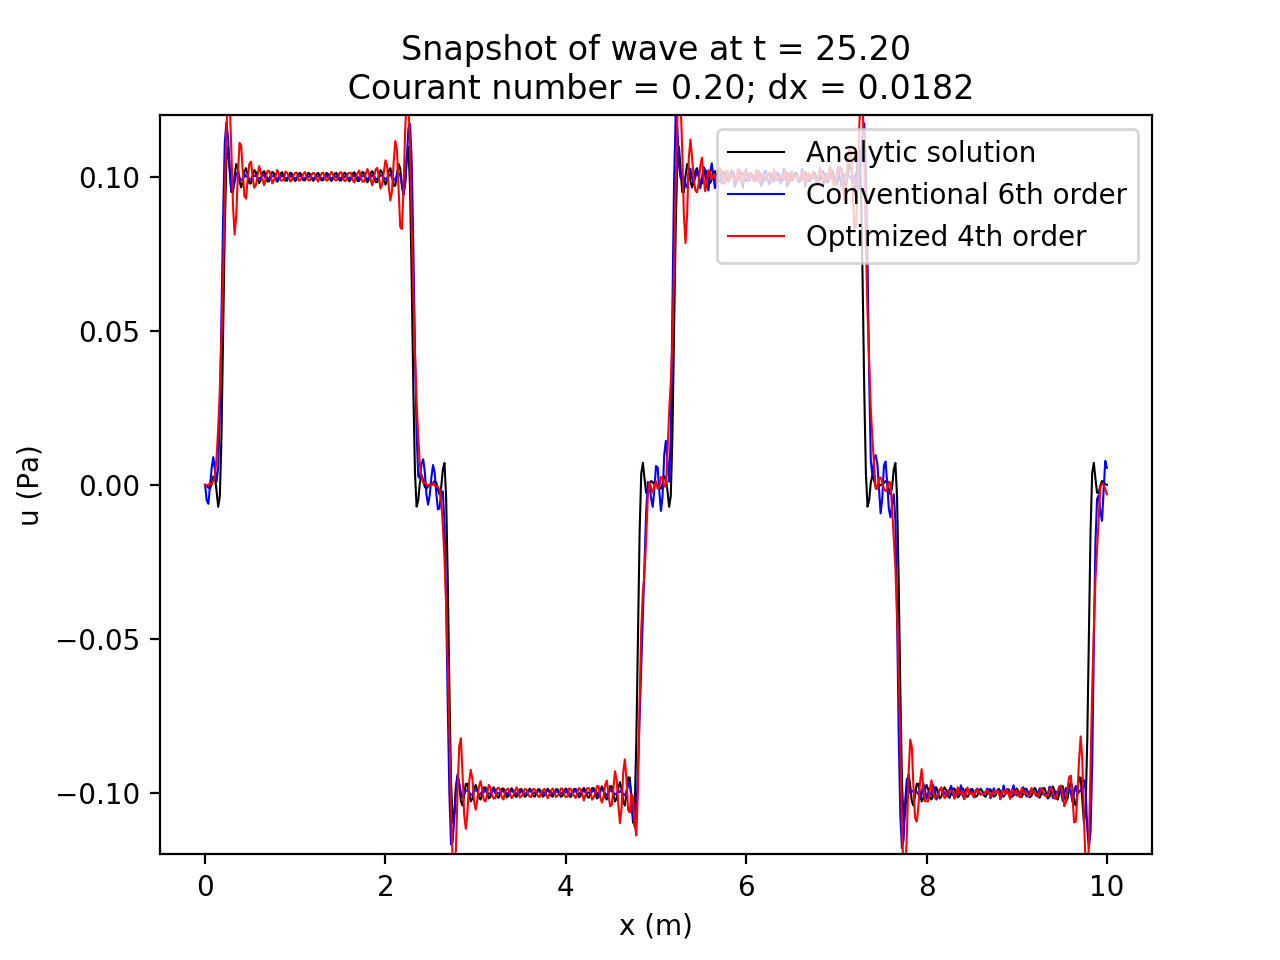 Snapshot of wave at t = 25.20
Courant number = 0.20; dx = 0.0182
Analytic solution
Conventional 6th order
Optimized 4th order
0.10
0.05
0.00
−0.05
−0.10
u (Pa)
0 2 4 6 8 10
x (m)